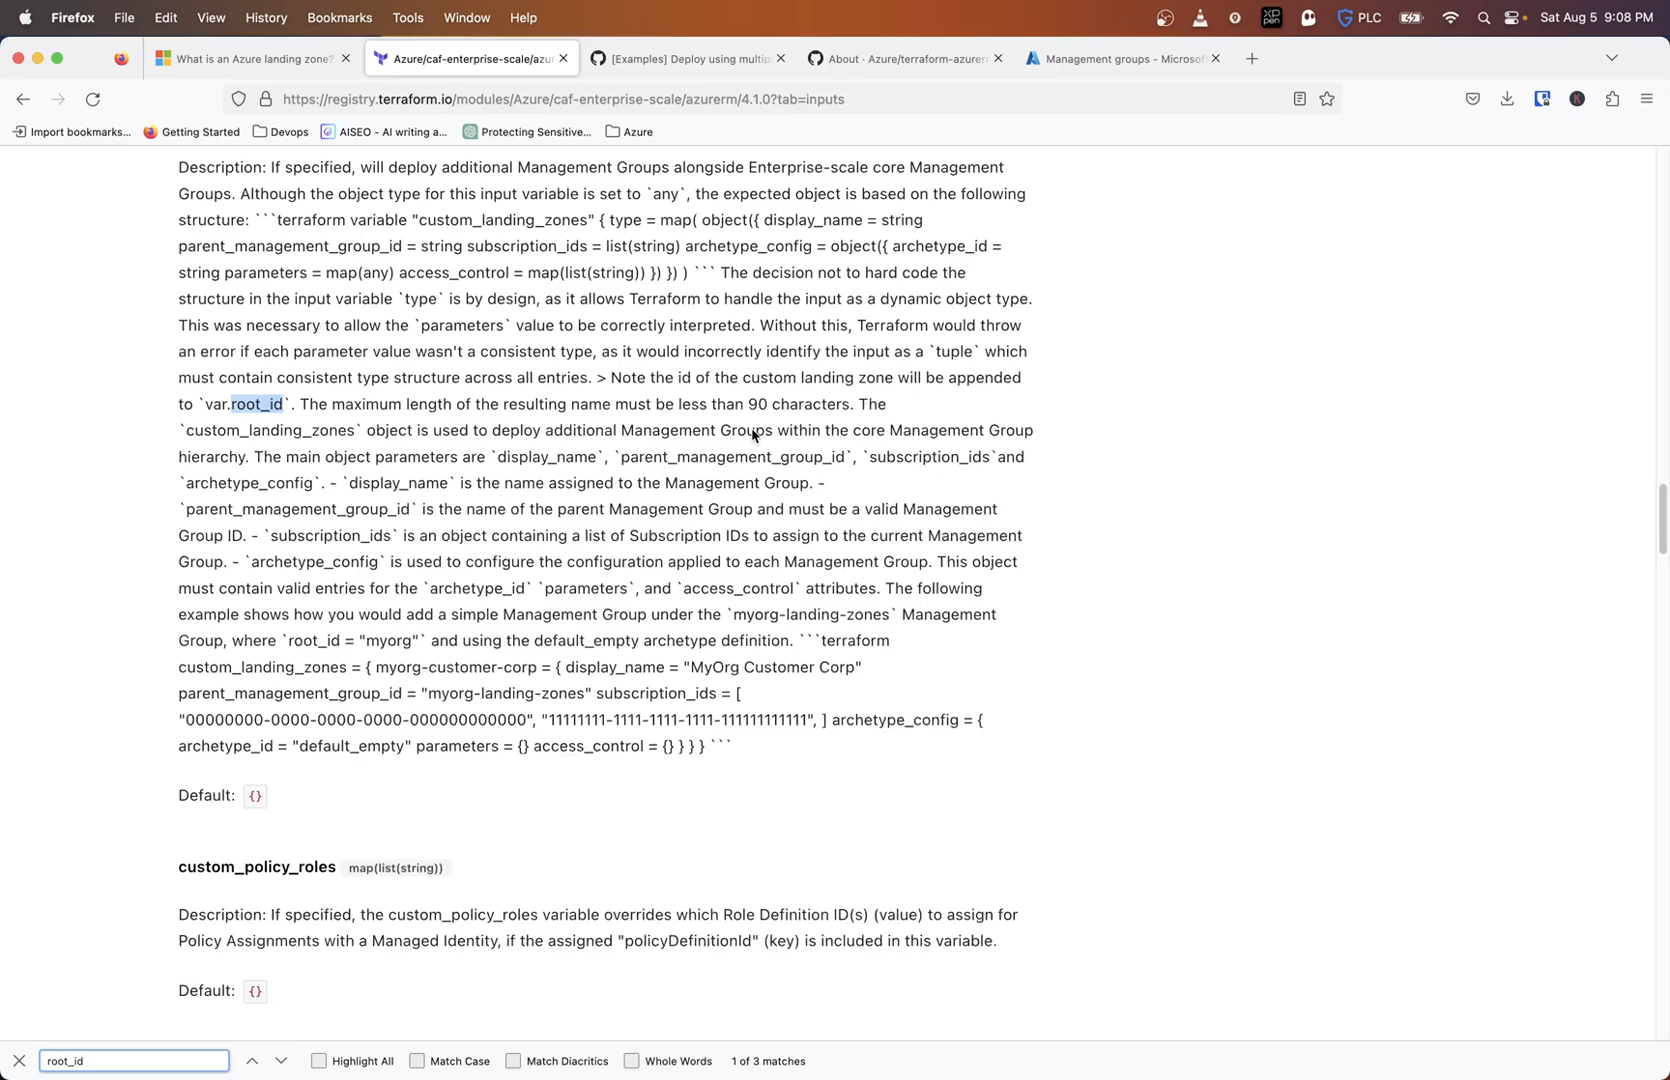 Firefox File Edit View History Bookmarks Tools Window Help PLC Sat Aug 5 9:08 PM
What is an Azure landing zone? Azure/caf-enterprise-scale/azur [Examples] Deploy using multip About · Azure/terraform-azurerm Management groups - Microsof
https://registry.terraform.io/modules/Azure/caf-enterprise-scale/azurerm/4.1.0?tab=inputs
Import bookmarks... Getting Started Devops AISEO - AI writing a... Protecting Sensitive... Azure
Description: If specified, will deploy additional Management Groups alongside Enterprise-scale core Management
Groups. Although the object type for this input variable is set to `any`, the expected object is based on the following
structure: ```terraform variable "custom_landing_zones" { type = map( object({ display_name = string
parent_management_group_id = string subscription_ids = list(string) archetype_config = object({ archetype_id =
string parameters = map(any) access_control = map(list(string)) }) }) ) ``` The decision not to hard code the
structure in the input variable `type` is by design, as it allows Terraform to handle the input as a dynamic object type.
This was necessary to allow the `parameters` value to be correctly interpreted. Without this, Terraform would throw
an error if each parameter value wasn't a consistent type, as it would incorrectly identify the input as a `tuple` which
must contain consistent type structure across all entries. > Note the id of the custom landing zone will be appended
to `var.root_id`. The maximum length of the resulting name must be less than 90 characters. The
`custom_landing_zones` object is used to deploy additional Management Groups within the core Management Group
hierarchy. The main object parameters are `display_name`, `parent_management_group_id`, `subscription_ids`and
`archetype_config`. - `display_name` is the name assigned to the Management Group. -
`parent_management_group_id` is the name of the parent Management Group and must be a valid Management
Group ID. - `subscription_ids` is an object containing a list of Subscription IDs to assign to the current Management
Group. - `archetype_config` is used to configure the configuration applied to each Management Group. This object
must contain valid entries for the `archetype_id` `parameters`, and `access_control` attributes. The following
example shows how you would add a simple Management Group under the `myorg-landing-zones` Management
Group, where `root_id = "myorg"` and using the default_empty archetype definition. ```terraform
custom_landing_zones = { myorg-customer-corp = { display_name = "MyOrg Customer Corp"
parent_management_group_id = "myorg-landing-zones" subscription_ids = [
"00000000-0000-0000-0000-000000000000", "11111111-1111-1111-1111-111111111111", ] archetype_config = {
archetype_id = "default_empty" parameters = {} access_control = {} } } } ```
Default: {}
custom_policy_roles map(list(string))
Description: If specified, the custom_policy_roles variable overrides which Role Definition ID(s) (value) to assign for
Policy Assignments with a Managed Identity, if the assigned "policyDefinitionId" (key) is included in this variable.
Default: {}
root_id Highlight All Match Case Match Diacritics Whole Words 1 of 3 matches